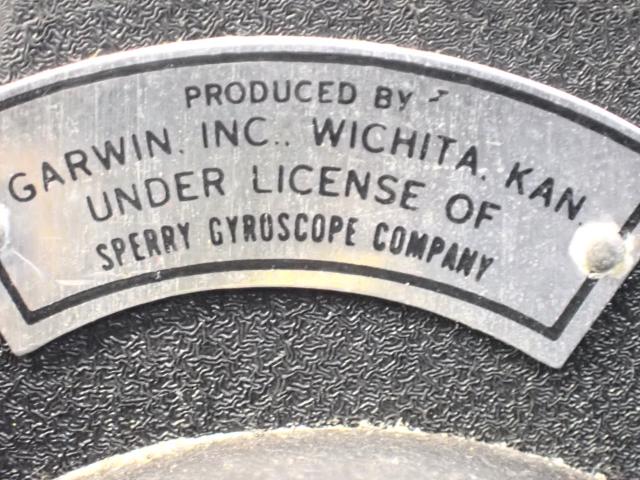 PRODUCED BY
GARWIN, INC., WICHITA, KAN.
UNDER LICENSE OF
SPERRY GYROSCOPE COMPANY